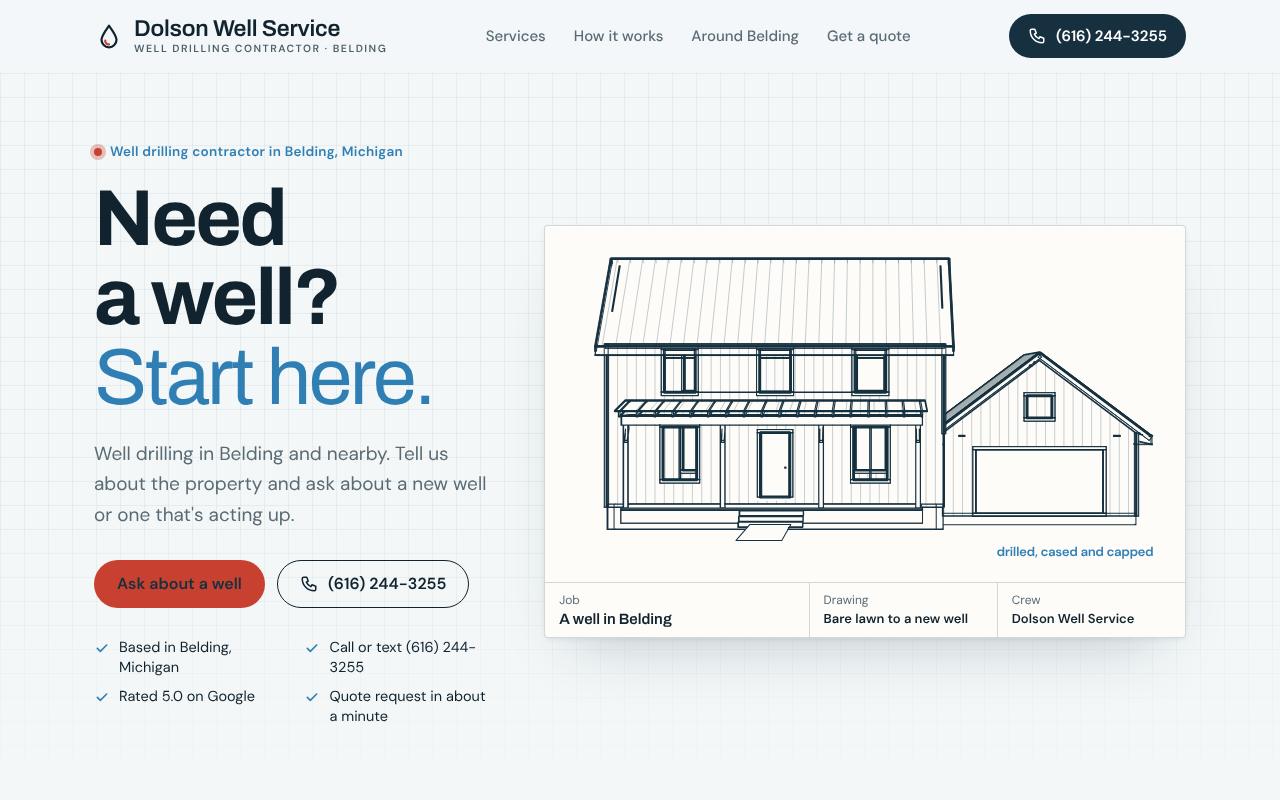 Dolson Well Service
WELL DRILLING CONTRACTOR · BELDING
Services
How it works
Around Belding
Get a quote
(616) 244-3255
Well drilling contractor in Belding, Michigan
Need
a well?
Start here.
Well drilling in Belding and nearby. Tell us
about the property and ask about a new well
or one that's acting up.
Ask about a well
(616) 244-3255
Based in Belding,
Michigan
Call or text (616) 244-
3255
Rated 5.0 on Google
Quote request in about
a minute
drilled, cased and capped
Job
A well in Belding
Drawing
Bare lawn to a new well
Crew
Dolson Well Service